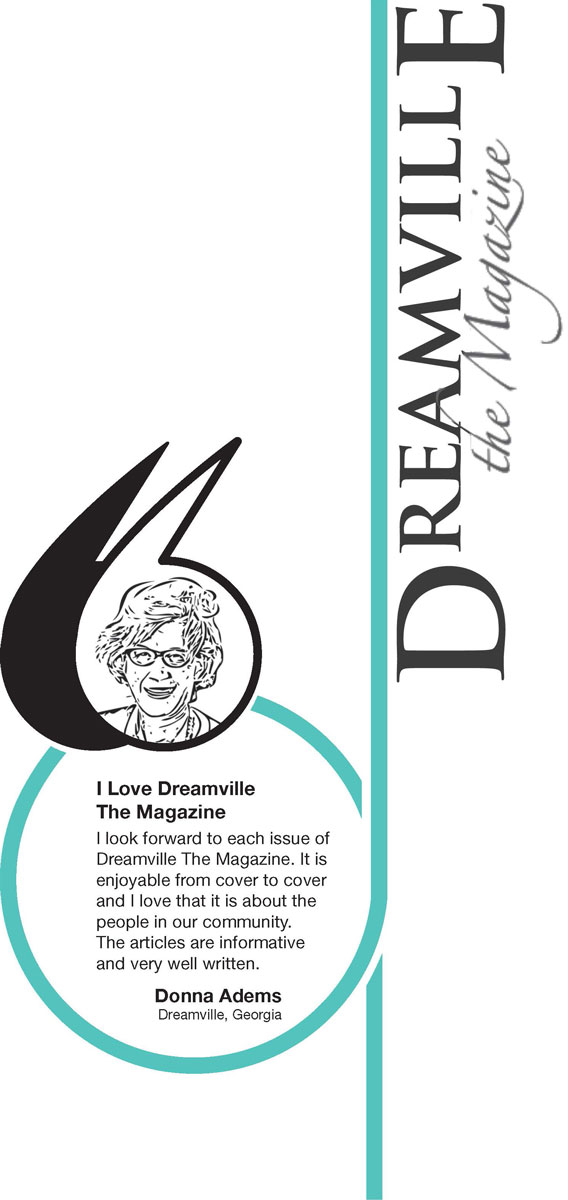 DREAMVILLE
the Magazine
I Love Dreamville
The Magazine
I look forward to each issue of
Dreamville The Magazine. It is
enjoyable from cover to cover
and I love that it is about the
people in our community.
The articles are informative
and very well written.
Donna Adems
Dreamville, Georgia